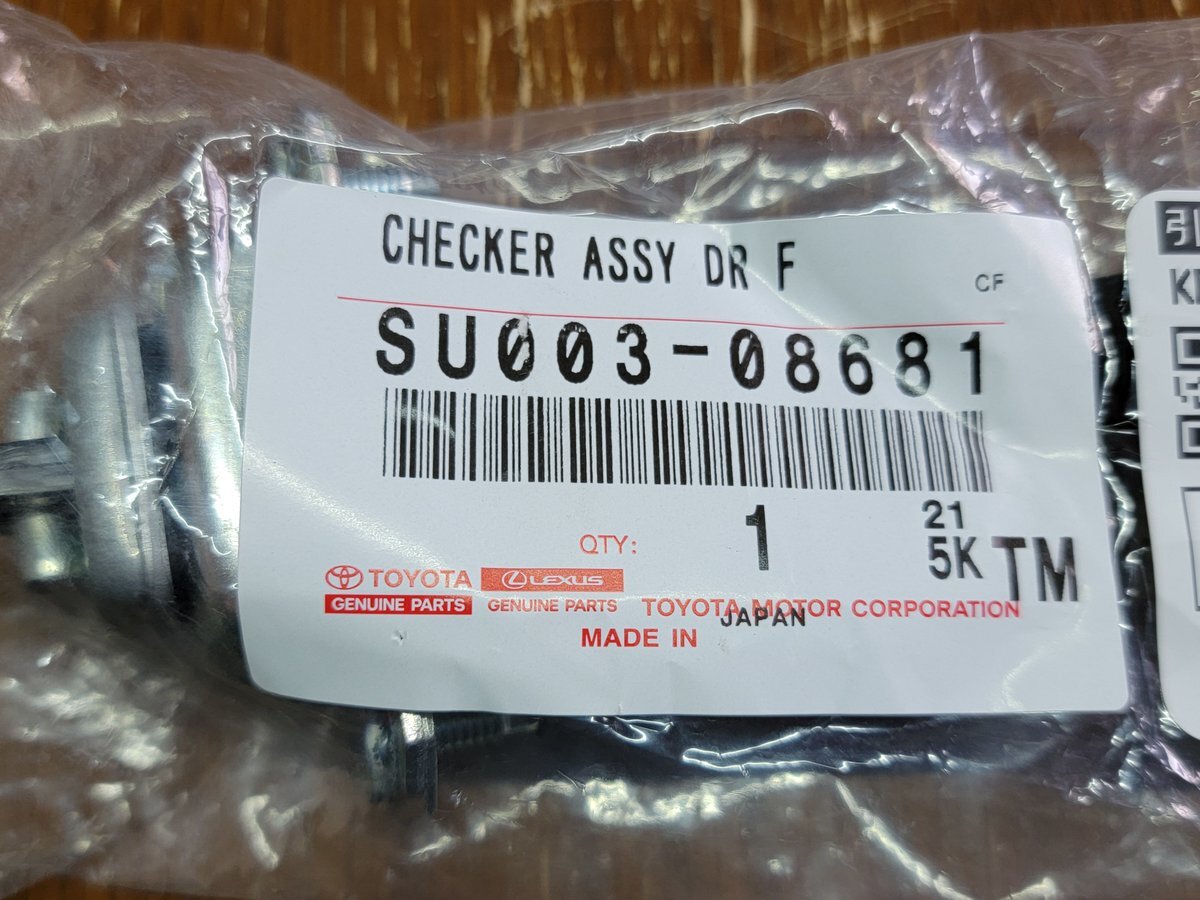 CHECKER ASSY DR F
CF
SU003-08681
QTY: 1
21
5K TM
TOYOTA LEXUS
GENUINE PARTS GENUINE PARTS TOYOTA MOTOR CORPORATION
MADE IN JAPAN
引